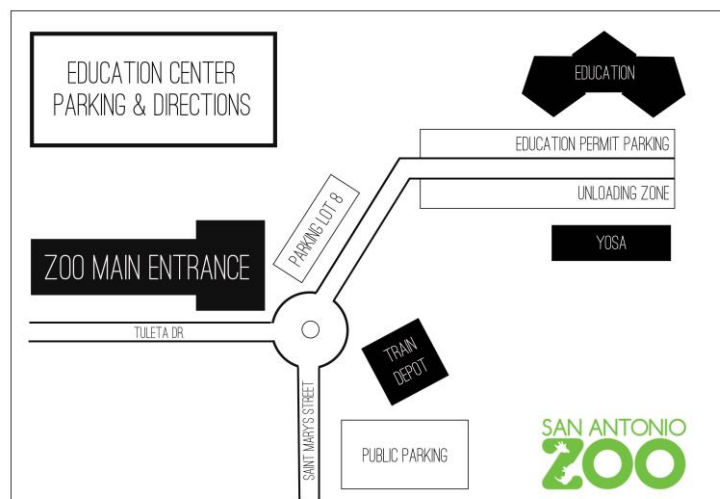 EDUCATION CENTER
PARKING & DIRECTIONS
EDUCATION
EDUCATION PERMIT PARKING
UNLOADING ZONE
PARKING LOT 8
YOSA
ZOO MAIN ENTRANCE
TULETA DR.
TRAIN
DEPOT
SAINT MARY'S STREET
PUBLIC PARKING
SAN ANTONIO
ZOO